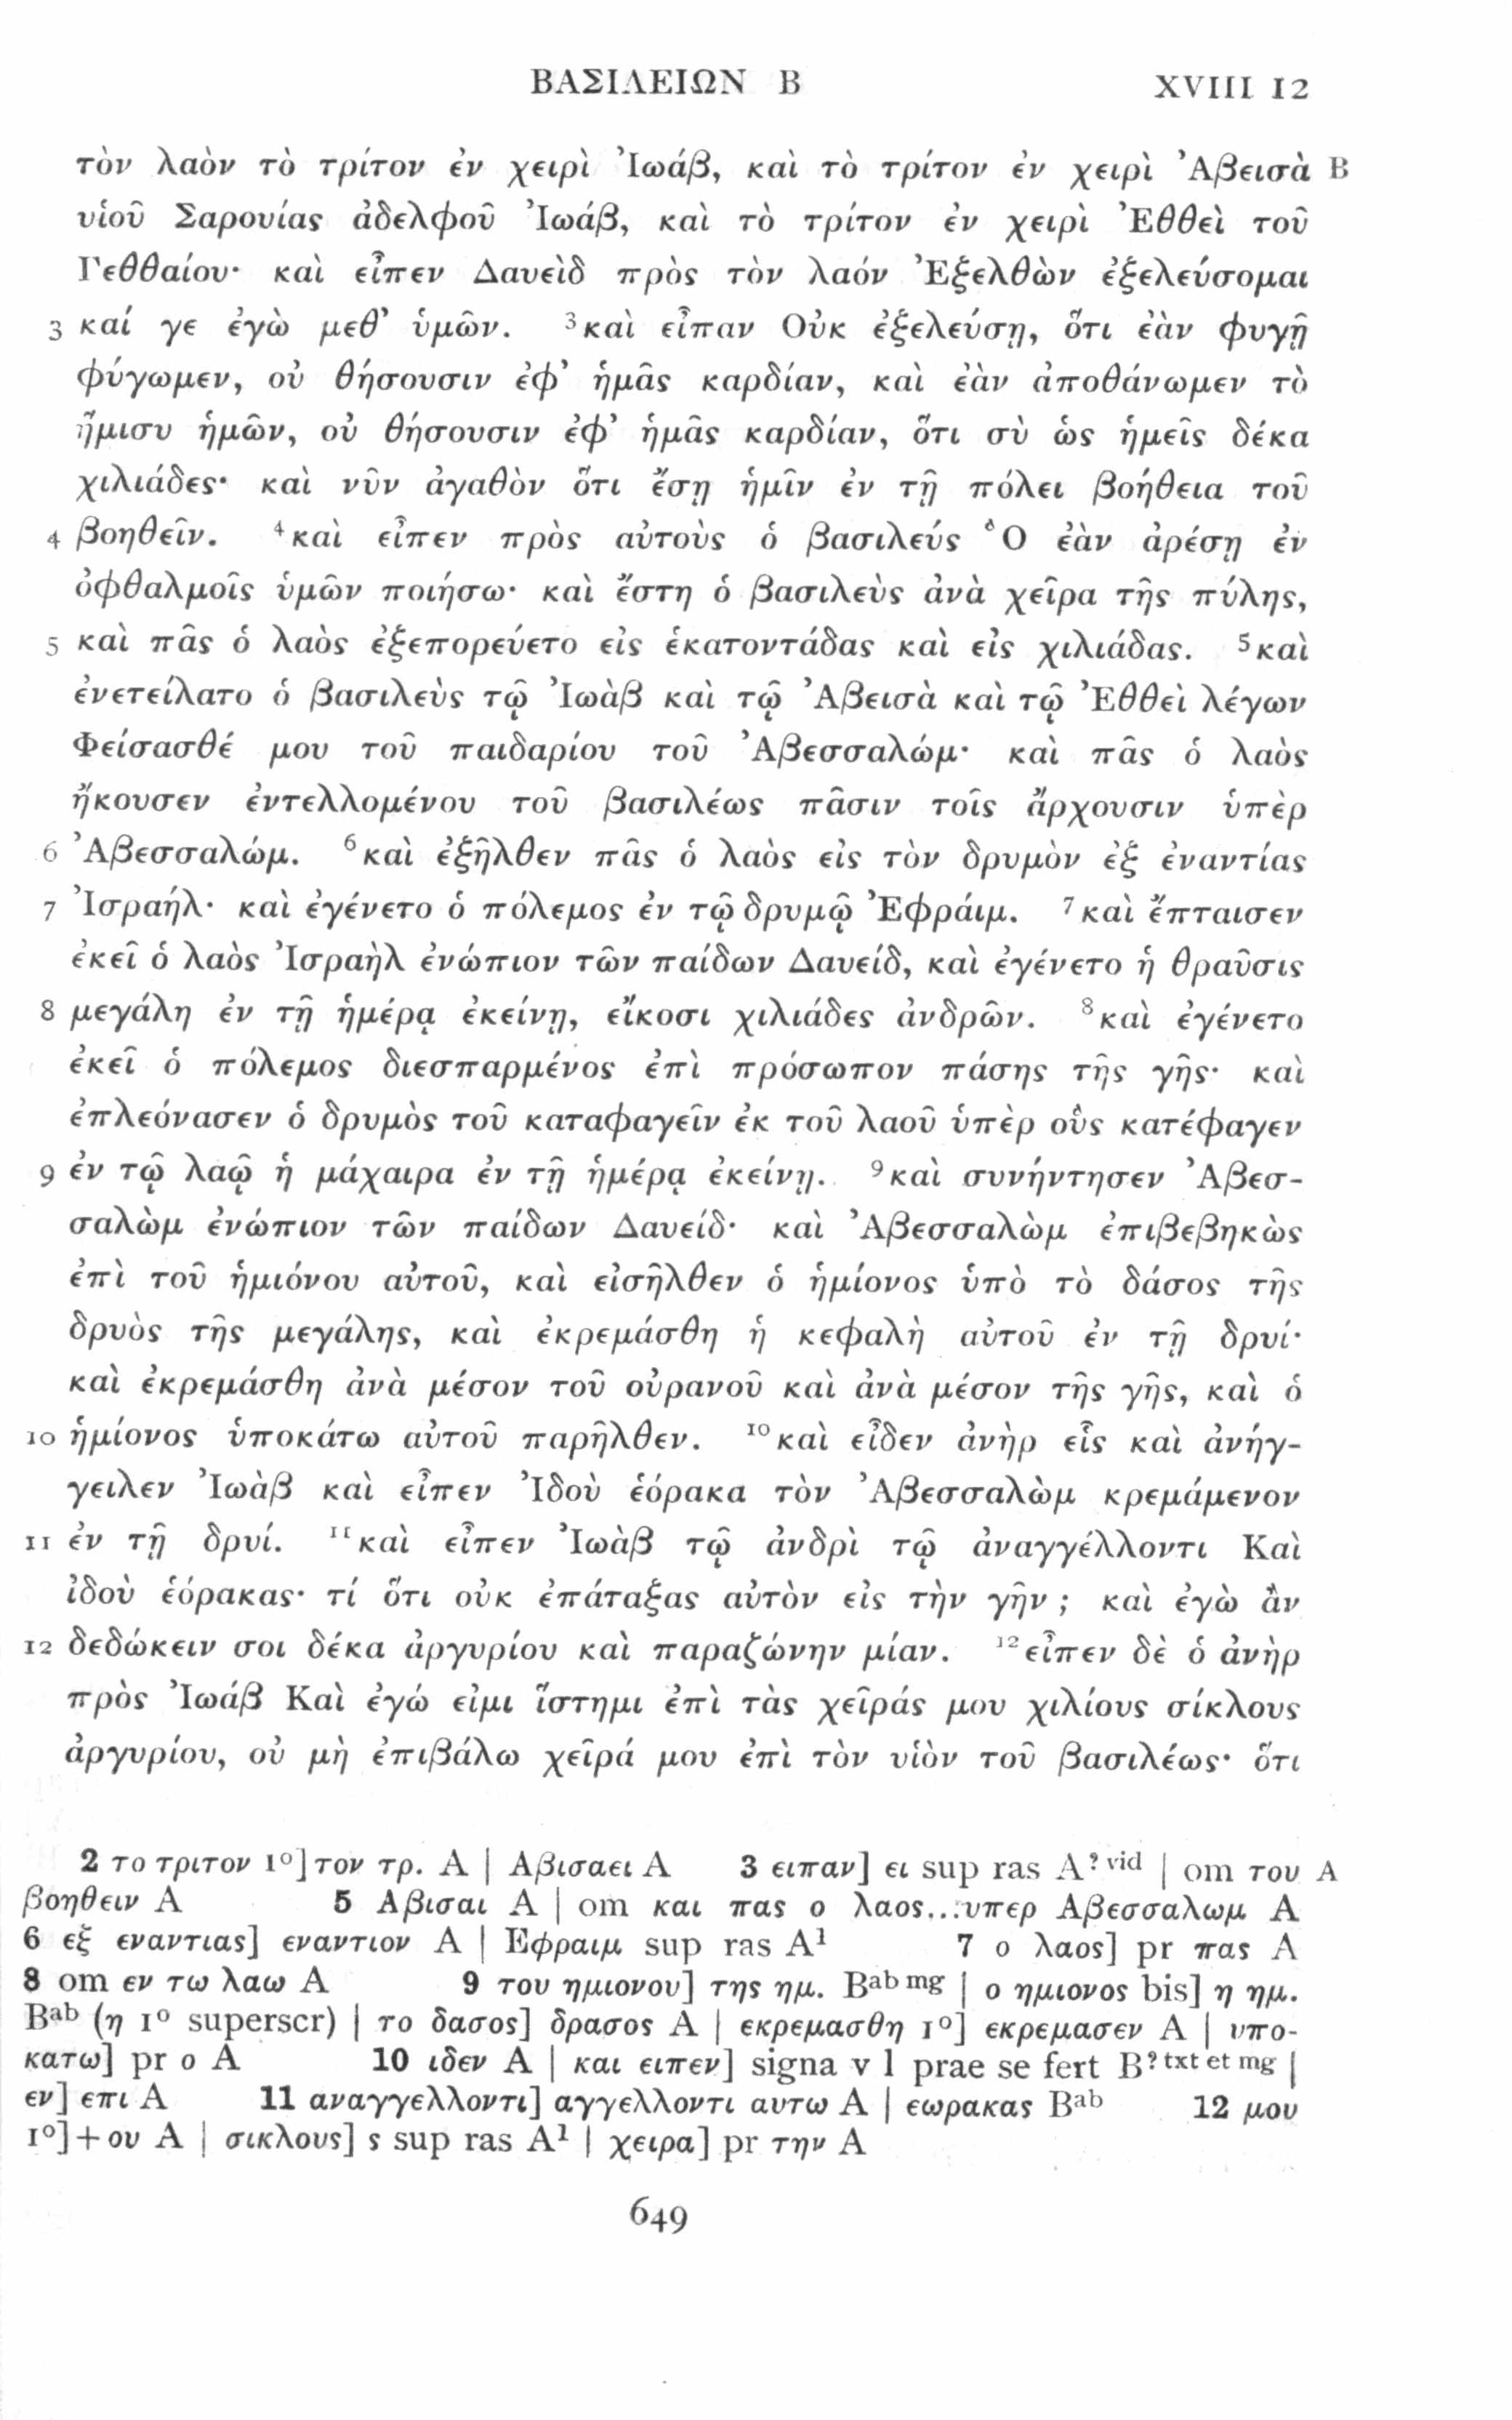 ΒΑΣΙΛΕΙΩΝ Β XVIII 12
τὸν λαὸν τὸ τρίτον ἐν χειρὶ Ἰωάβ, καὶ τὸ τρίτον ἐν χειρὶ Ἀβεισὰ B
υἱοῦ Σαρουίας ἀδελφοῦ Ἰωάβ, καὶ τὸ τρίτον ἐν χειρὶ Ἐθθεὶ τοῦ
Γεθθαίου· καὶ εἶπεν Δαυεὶδ πρὸς τὸν λαόν Ἐξελθὼν ἐξελεύσομαι
3 καί γε ἐγὼ μεθ’ ὑμῶν. ³καὶ εἶπαν Οὐκ ἐξελεύσῃ, ὅτι ἐὰν φυγῇ
φύγωμεν, οὐ θήσουσιν ἐφ’ ἡμᾶς καρδίαν, καὶ ἐὰν ἀποθάνωμεν τὸ
ἥμισυ ἡμῶν, οὐ θήσουσιν ἐφ’ ἡμᾶς καρδίαν, ὅτι σὺ ὡς ἡμεῖς δέκα
χιλιάδες· καὶ νῦν ἀγαθὸν ὅτι ἔσῃ ἡμῖν ἐν τῇ πόλει βοήθεια τοῦ
4 βοηθεῖν. ⁴καὶ εἶπεν πρὸς αὐτοὺς ὁ βασιλεύς Ὃ ἐὰν ἀρέσῃ ἐν
ὀφθαλμοῖς ὑμῶν ποιήσω· καὶ ἔστη ὁ βασιλεὺς ἀνὰ χεῖρα τῆς πύλης,
5 καὶ πᾶς ὁ λαὸς ἐξεπορεύετο εἰς ἑκατοντάδας καὶ εἰς χιλιάδας. ⁵καὶ
ἐνετείλατο ὁ βασιλεὺς τῷ Ἰωὰβ καὶ τῷ Ἀβεισὰ καὶ τῷ Ἐθθεὶ λέγων
Φείσασθέ μου τοῦ παιδαρίου τοῦ Ἀβεσσαλώμ· καὶ πᾶς ὁ λαὸς
ἤκουσεν ἐντελλομένου τοῦ βασιλέως πᾶσιν τοῖς ἄρχουσιν ὑπὲρ
6 Ἀβεσσαλώμ. ⁶καὶ ἐξῆλθεν πᾶς ὁ λαὸς εἰς τὸν δρυμὸν ἐξ ἐναντίας
7 Ἰσραήλ· καὶ ἐγένετο ὁ πόλεμος ἐν τῷ δρυμῷ Ἐφράιμ. ⁷καὶ ἔπταισεν
ἐκεῖ ὁ λαὸς Ἰσραὴλ ἐνώπιον τῶν παίδων Δαυείδ, καὶ ἐγένετο ἡ θραῦσις
8 μεγάλη ἐν τῇ ἡμέρᾳ ἐκείνῃ, εἴκοσι χιλιάδες ἀνδρῶν. ⁸καὶ ἐγένετο
ἐκεῖ ὁ πόλεμος διεσπαρμένος ἐπὶ πρόσωπον πάσης τῆς γῆς· καὶ
ἐπλεόνασεν ὁ δρυμὸς τοῦ καταφαγεῖν ἐκ τοῦ λαοῦ ὑπὲρ οὓς κατέφαγεν
9 ἐν τῷ λαῷ ἡ μάχαιρα ἐν τῇ ἡμέρᾳ ἐκείνῃ. ⁹καὶ συνήντησεν Ἀβεσ-
σαλὼμ ἐνώπιον τῶν παίδων Δαυείδ· καὶ Ἀβεσσαλὼμ ἐπιβεβηκὼς
ἐπὶ τοῦ ἡμιόνου αὐτοῦ, καὶ εἰσῆλθεν ὁ ἡμίονος ὑπὸ τὸ δάσος τῆς
δρυὸς τῆς μεγάλης, καὶ ἐκρεμάσθη ἡ κεφαλὴ αὐτοῦ ἐν τῇ δρυί·
καὶ ἐκρεμάσθη ἀνὰ μέσον τοῦ οὐρανοῦ καὶ ἀνὰ μέσον τῆς γῆς, καὶ ὁ
10 ἡμίονος ὑποκάτω αὐτοῦ παρῆλθεν. ¹⁰καὶ εἶδεν ἀνὴρ εἷς καὶ ἀνήγ-
γειλεν Ἰωὰβ καὶ εἶπεν Ἰδοὺ ἑόρακα τὸν Ἀβεσσαλὼμ κρεμάμενον
11 ἐν τῇ δρυί. ¹¹καὶ εἶπεν Ἰωὰβ τῷ ἀνδρὶ τῷ ἀναγγέλλοντι Καὶ
ἰδοὺ ἑόρακας· τί ὅτι οὐκ ἐπάταξας αὐτὸν εἰς τὴν γῆν ; καὶ ἐγὼ ἂν
12 δεδώκειν σοι δέκα ἀργυρίου καὶ παραζώνην μίαν. ¹²εἶπεν δὲ ὁ ἀνὴρ
πρὸς Ἰωάβ Καὶ ἐγώ εἰμι ἵστημι ἐπὶ τὰς χεῖράς μου χιλίους σίκλους
ἀργυρίου, οὐ μὴ ἐπιβάλω χεῖρά μου ἐπὶ τὸν υἱὸν τοῦ βασιλέως· ὅτι
2 το τριτον 1º] τον τρ. A | Αβισαει A 3 ειπαν] ει sup ras A? vid | om του A
βοηθειν A 5 Αβισαι A | om και πας ο λαος...υπερ Αβεσσαλωμ A
6 εξ εναντιας] εναντιον A | Εφραιμ sup ras A¹ 7 ο λαος] pr πας A
8 om εν τω λαω A 9 του ημιονου] της ημ. Bab mg | ο ημιονος bis] η ημ.
Bab (η 1º superscr) | το δασος] δρασος A | εκρεμασθη 1º] εκρεμασεν A | υπο-
κατω] pr ο A 10 ιδεν A | και ειπεν] signa v l prae se fert B? txt et mg |
εν] επι A 11 αναγγελλοντι] αγγελλοντι αυτω A | εωρακας Bab 12 μου
1º] + ου A | σικλους] s sup ras A¹ | χειρα] pr την A
649